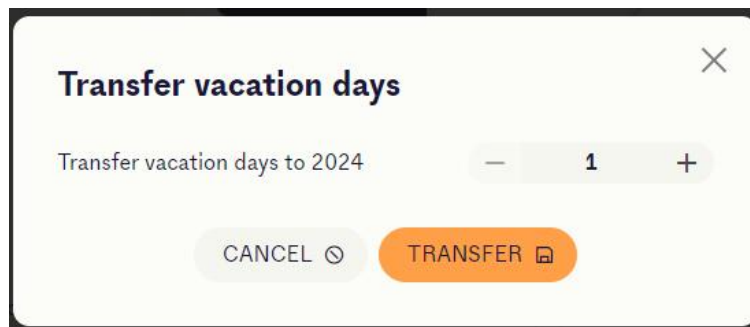 Transfer vacation days
Transfer vacation days to 2024 − 1 +
CANCEL TRANSFER